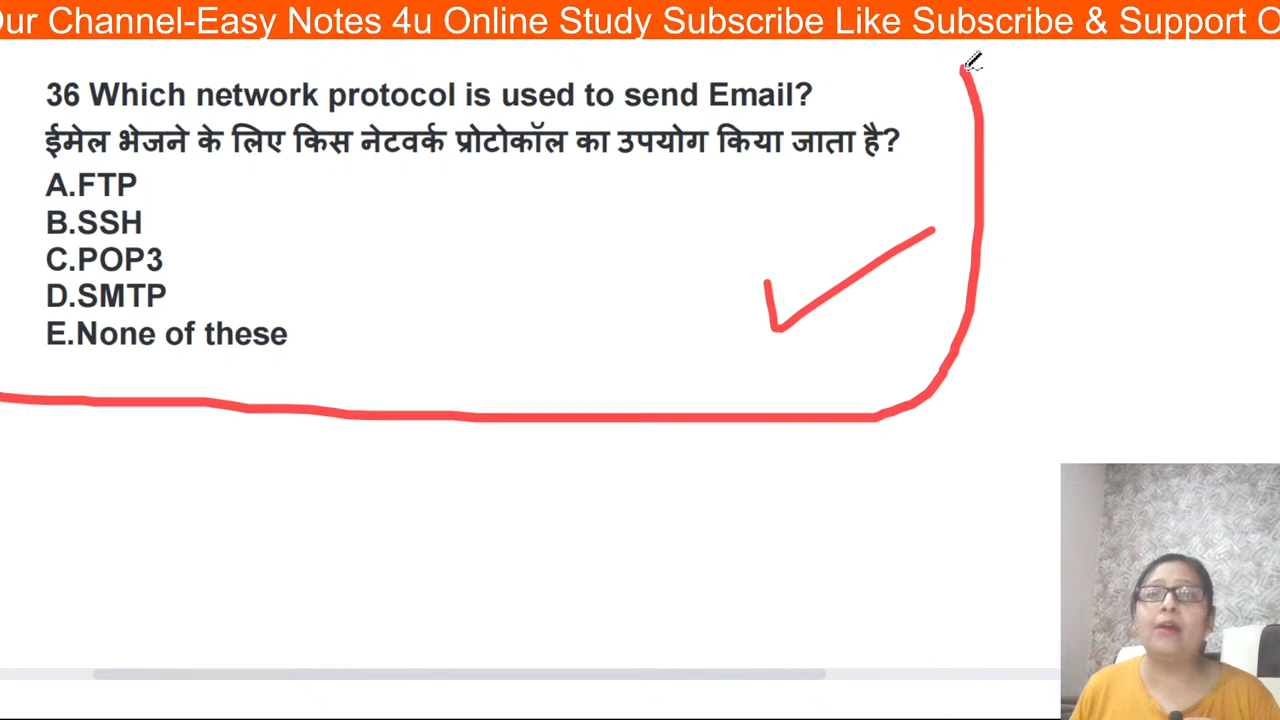 ur Channel-Easy Notes 4u Online Study Subscribe Like Subscribe & Support
36 Which network protocol is used to send Email?
ईमेल भेजने के लिए किस नेटवर्क प्रोटोकॉल का उपयोग किया जाता है?
A.FTP
B.SSH
C.POP3
D.SMTP
E.None of these